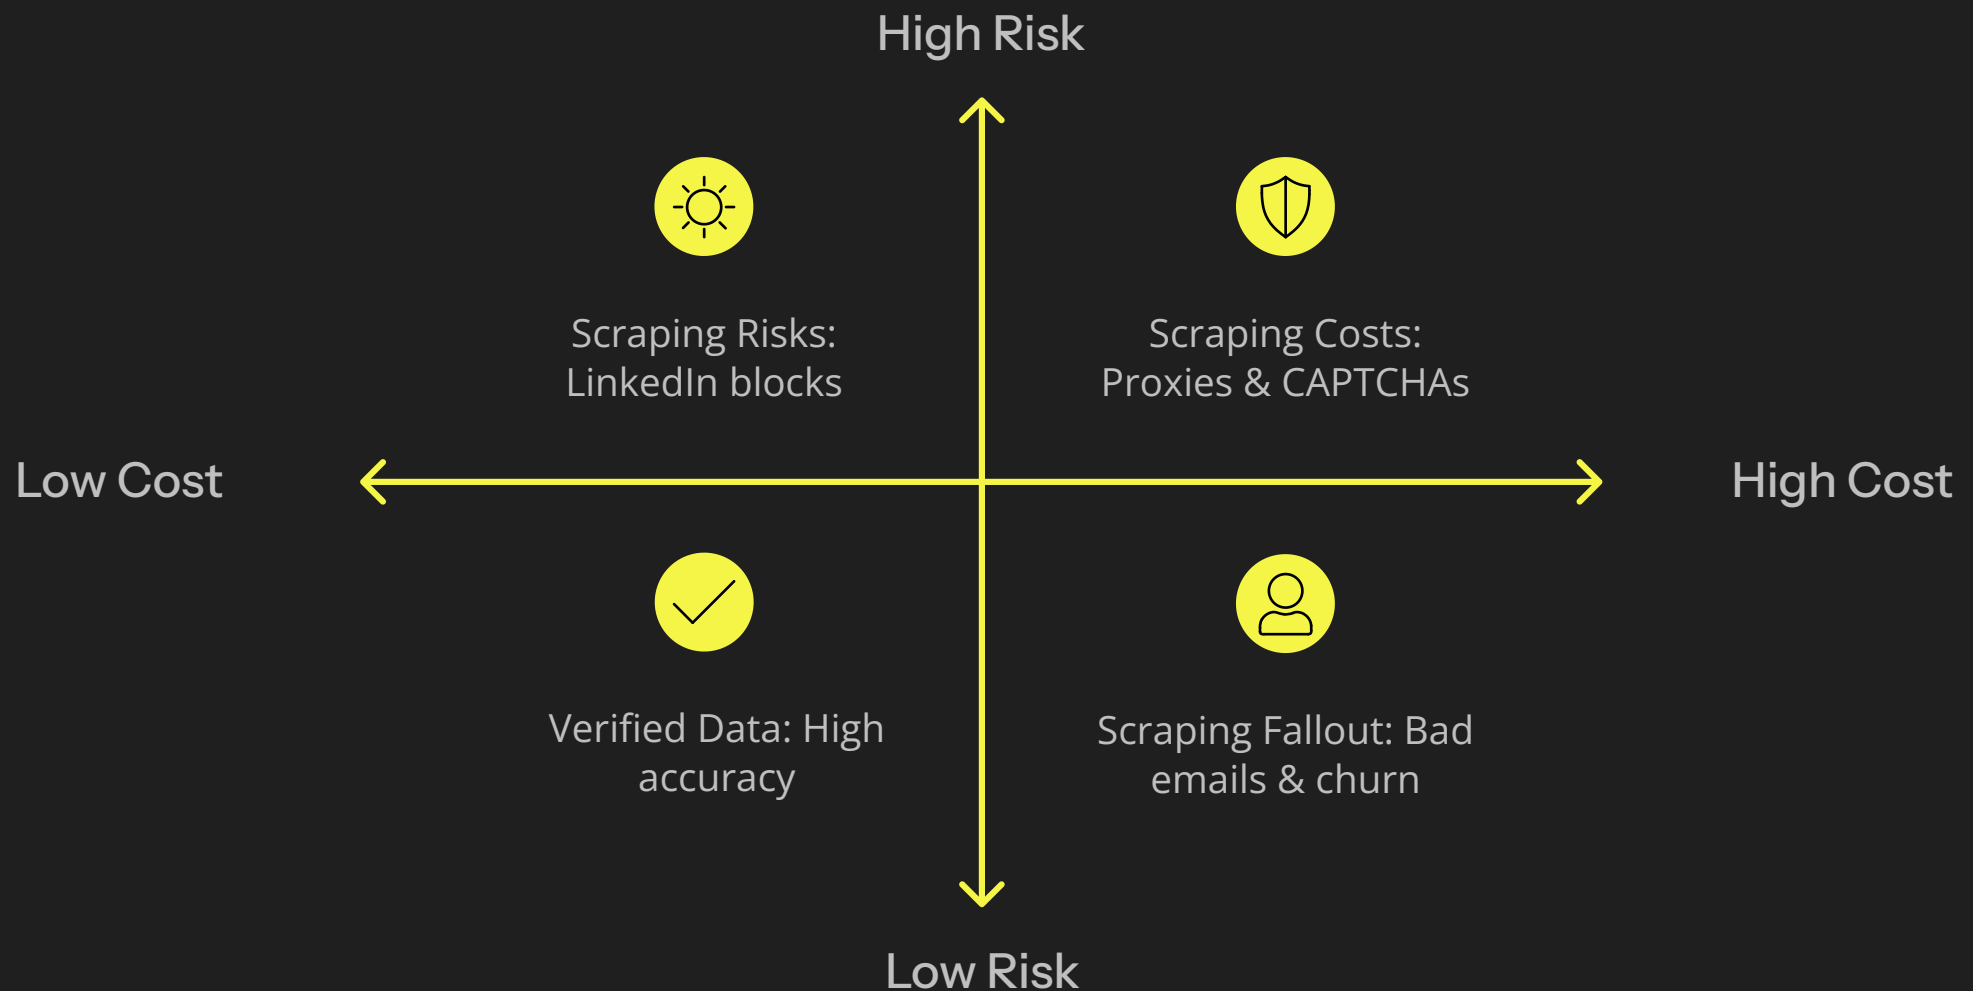 High Risk
Scraping Risks:
LinkedIn blocks
Scraping Costs:
Proxies & CAPTCHAs
Low Cost
High Cost
Verified Data: High
accuracy
Scraping Fallout: Bad
emails & churn
Low Risk